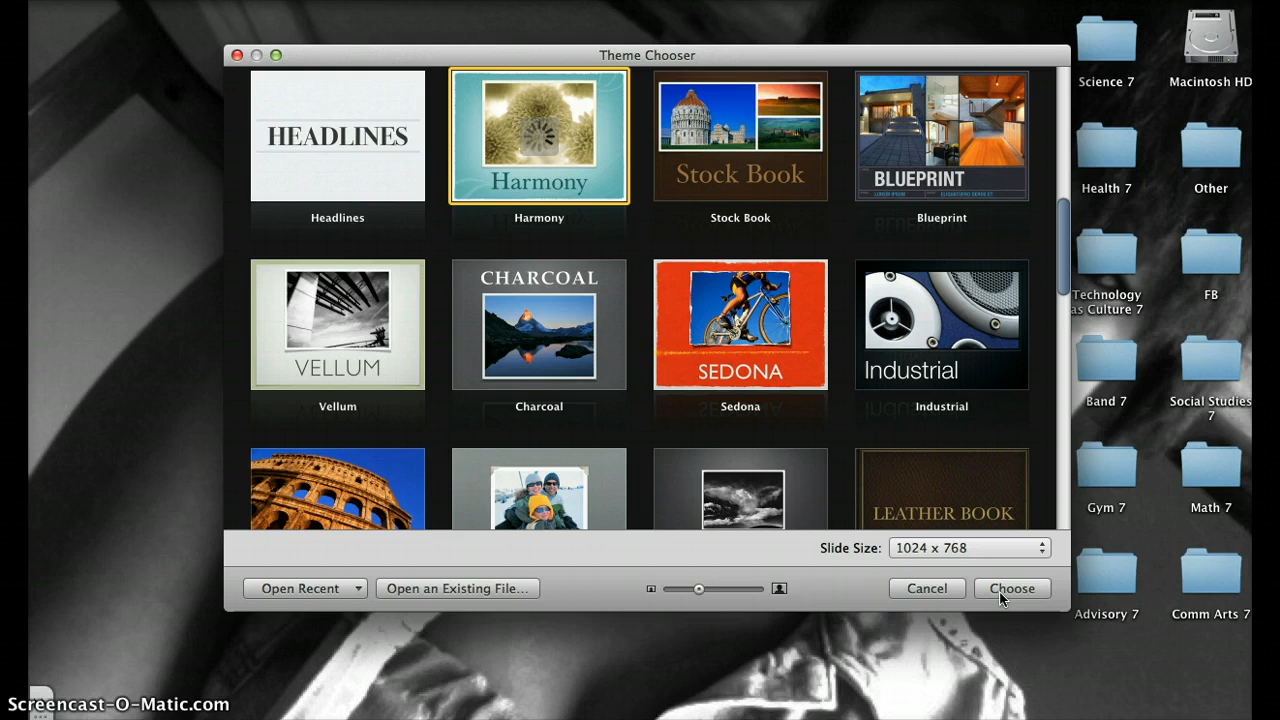 Theme Chooser
HEADLINES
Harmony
Stock Book
BLUEPRINT
Headlines
Harmony
Stock Book
Blueprint
VELLUM
CHARCOAL
SEDONA
Industrial
Vellum
Charcoal
Sedona
Industrial
LEATHER BOOK
Slide Size:
1024 x 768
Open Recent
Open an Existing File...
Cancel
Choose
Science 7
Macintosh HD
Health 7
Other
Technology
as Culture 7
FB
Band 7
Social Studies
7
Gym 7
Math 7
Advisory 7
Comm Arts 7
Screencast-O-Matic.com